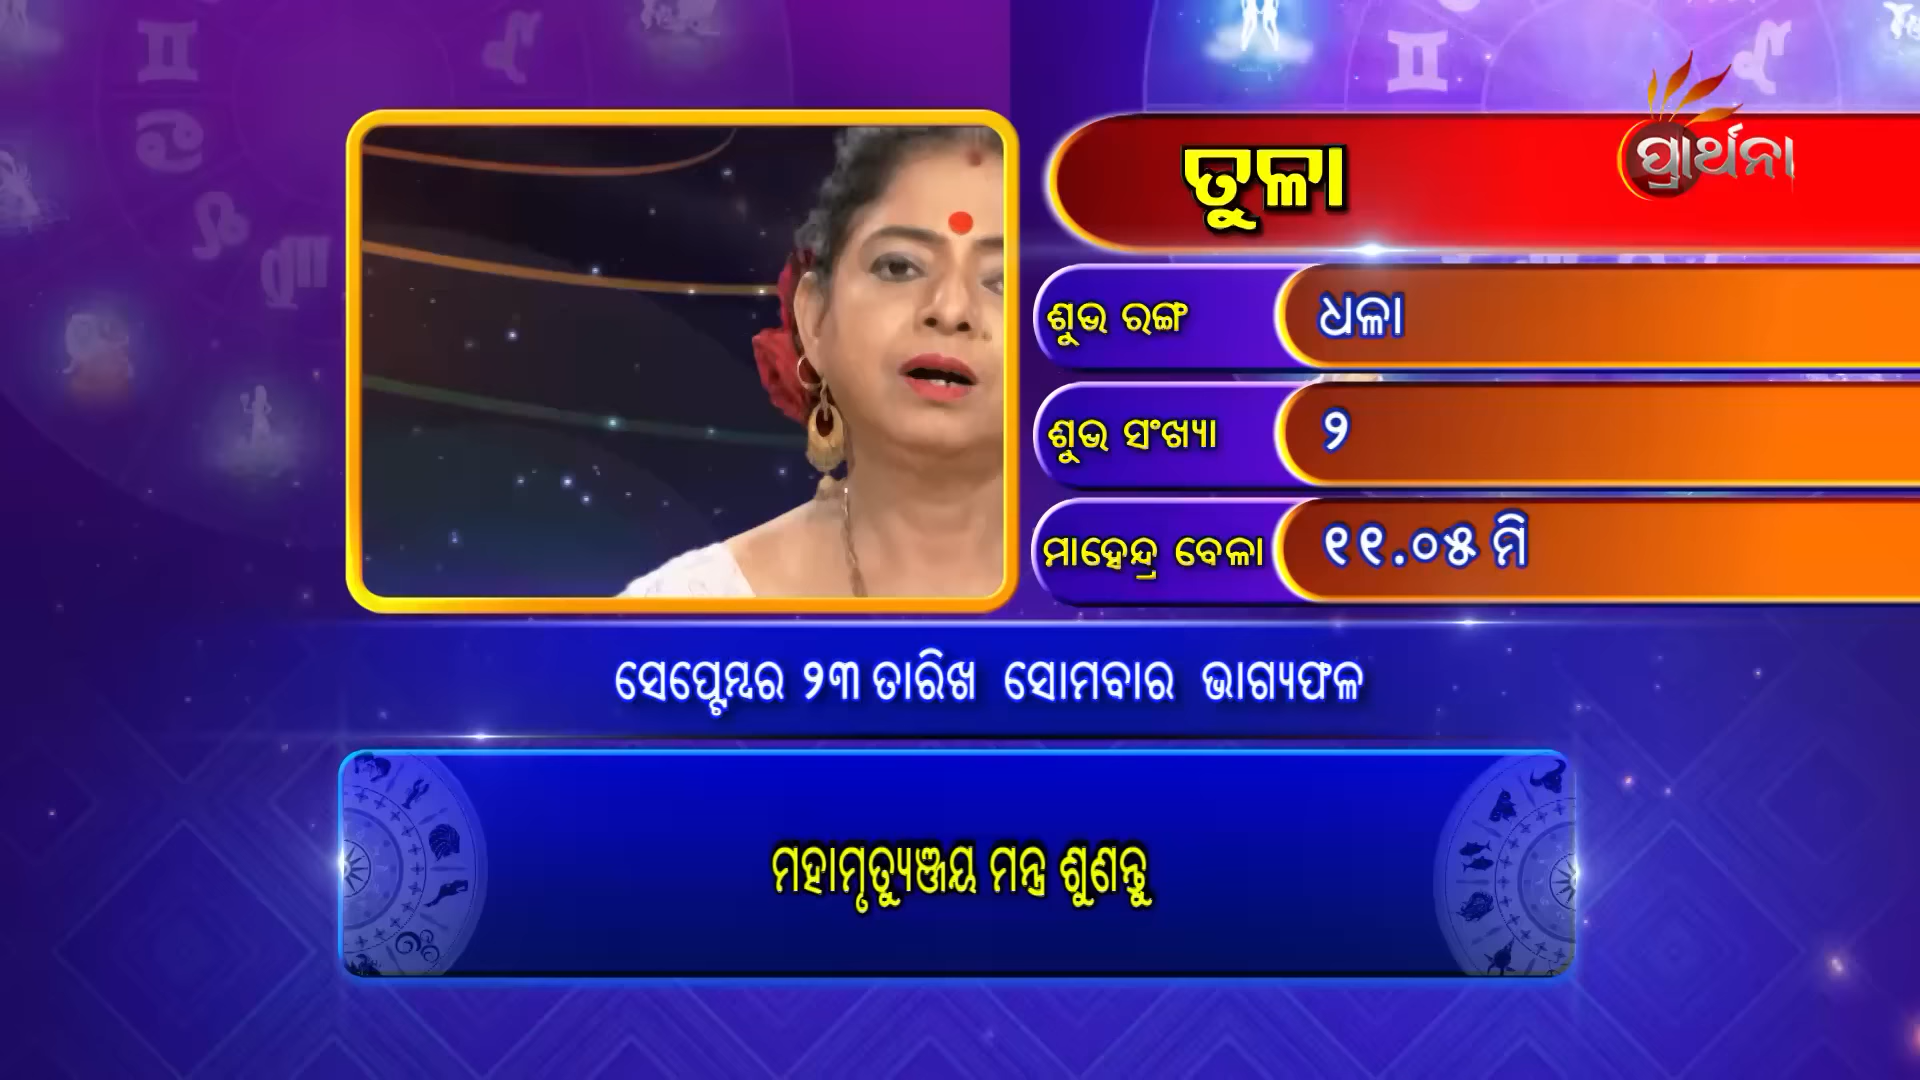 ତୁଳା
ପ୍ରାର୍ଥନା
ଶୁଭ ରଙ୍ଗ ଧଳା
ଶୁଭ ସଂଖ୍ୟା ୨
ମାହେନ୍ଦ୍ର ବେଳା ୧୧.୦୫ ମି
ସେପ୍ଟେମ୍ବର ୨୩ ତାରିଖ ସୋମବାର ଭାଗ୍ୟଫଳ
ମହାମୃତ୍ୟୁଞ୍ଜୟ ମନ୍ତ୍ର ଶୁଣନ୍ତୁ